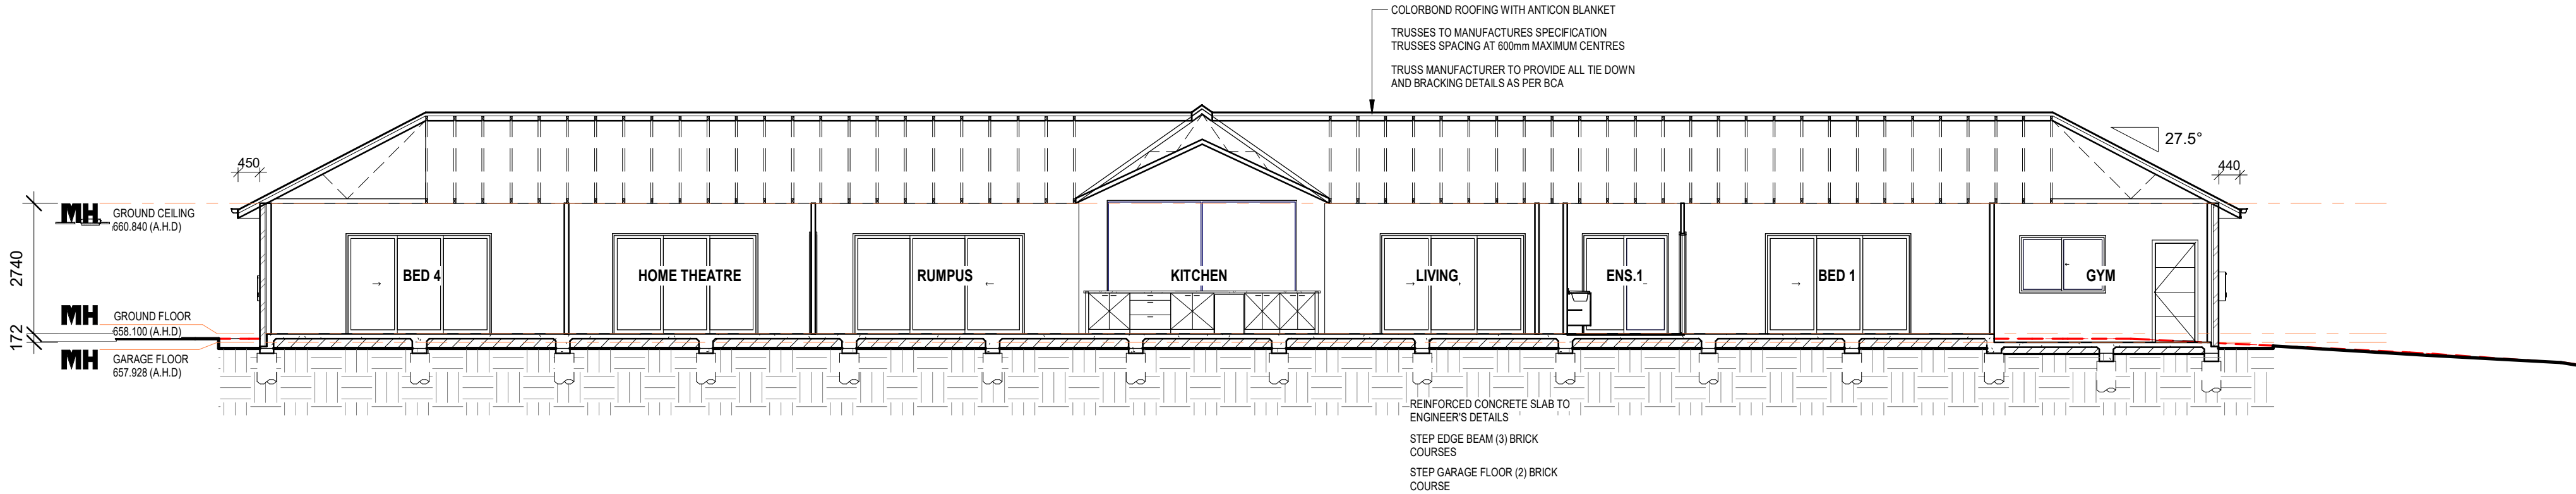 COLORBOND ROOFING WITH ANTICON BLANKET
TRUSSES TO MANUFACTURES SPECIFICATION
TRUSSES SPACING AT 600mm MAXIMUM CENTRES
TRUSS MANUFACTURER TO PROVIDE ALL TIE DOWN
AND BRACKING DETAILS AS PER BCA
27.5°
450
440
MH
GROUND CEILING
660.840 (A.H.D)
2740
BED 4
HOME THEATRE
RUMPUS
KITCHEN
LIVING
ENS.1
BED 1
GYM
MH
GROUND FLOOR
658.100 (A.H.D)
172
MH
GARAGE FLOOR
657.928 (A.H.D)
REINFORCED CONCRETE SLAB TO
ENGINEER'S DETAILS
STEP EDGE BEAM (3) BRICK
COURSES
STEP GARAGE FLOOR (2) BRICK
COURSE